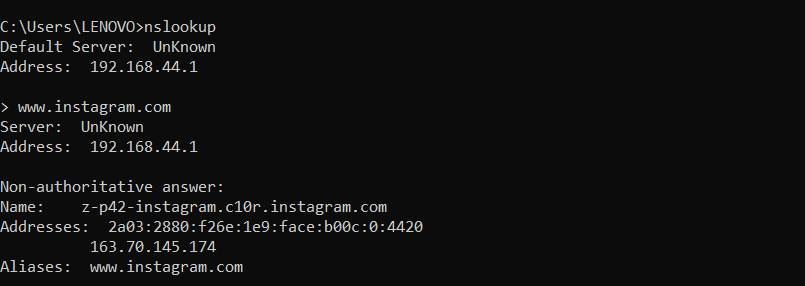 C:\Users\LENOVO>nslookup
Default Server:  UnKnown
Address:  192.168.44.1
> www.instagram.com
Server:  UnKnown
Address:  192.168.44.1
Non-authoritative answer:
Name:    z-p42-instagram.c10r.instagram.com
Addresses:  2a03:2880:f26e:1e9:face:b00c:0:4420
163.70.145.174
Aliases:  www.instagram.com